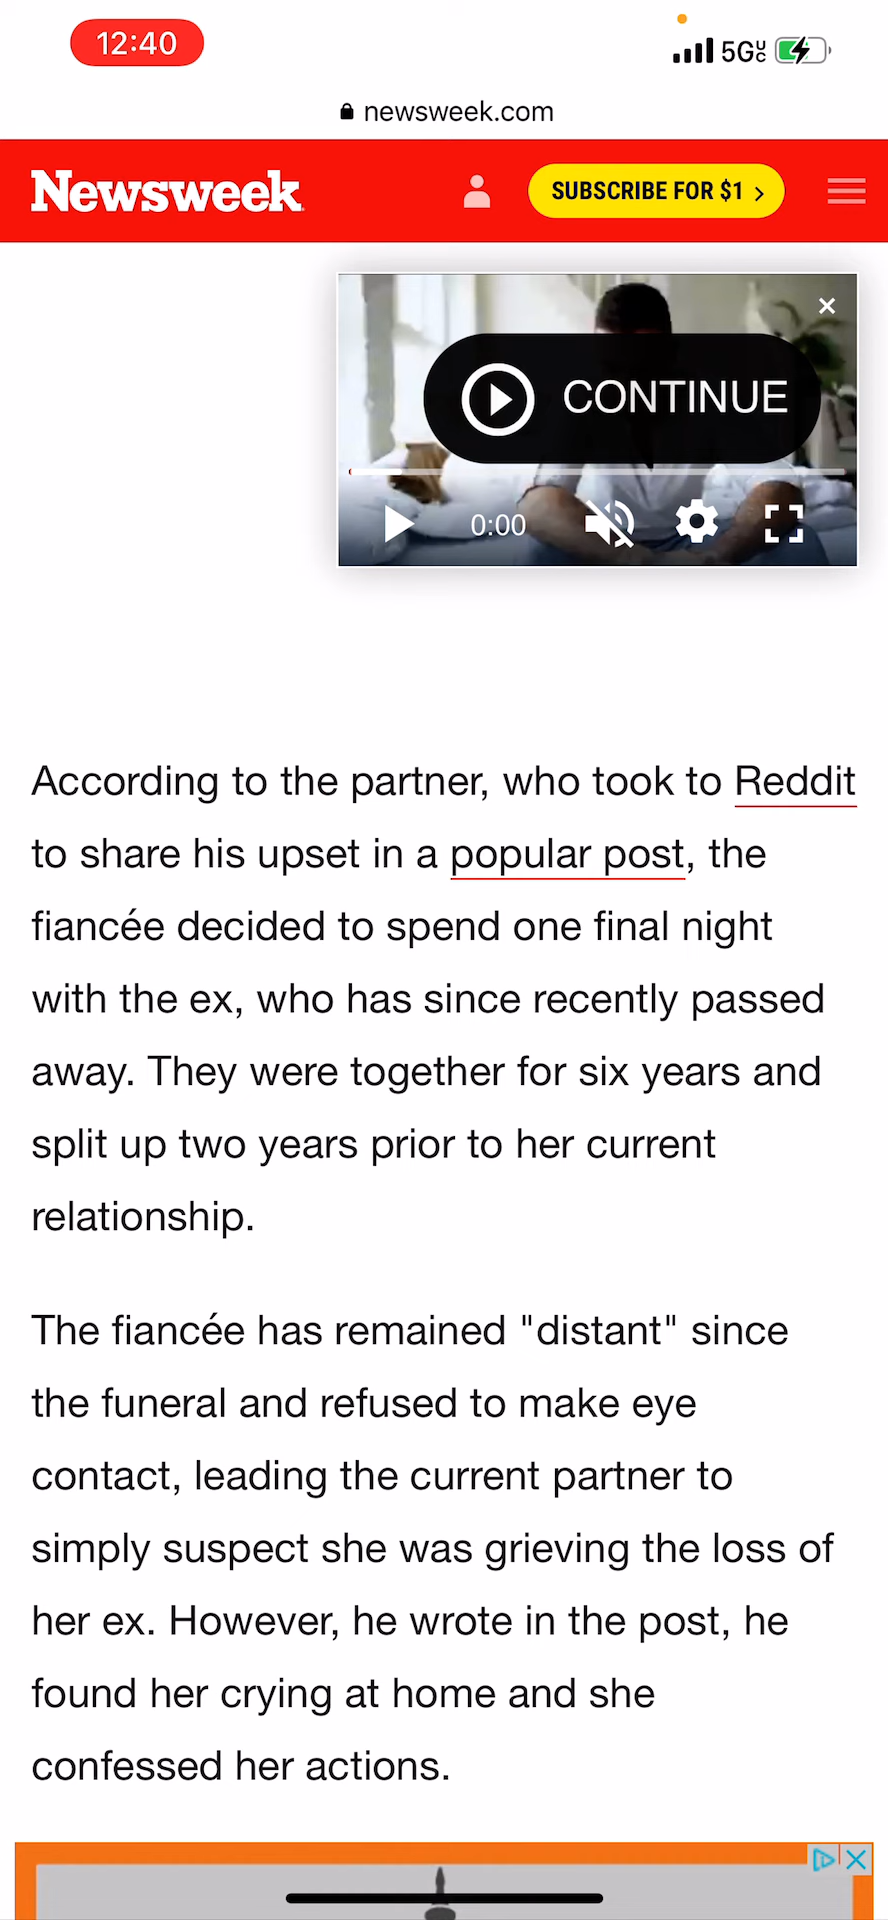 12:40
5G UC
newsweek.com
Newsweek
SUBSCRIBE FOR $1 >
CONTINUE
0:00
According to the partner, who took to Reddit
to share his upset in a popular post, the
fiancée decided to spend one final night
with the ex, who has since recently passed
away. They were together for six years and
split up two years prior to her current
relationship.
The fiancée has remained "distant" since
the funeral and refused to make eye
contact, leading the current partner to
simply suspect she was grieving the loss of
her ex. However, he wrote in the post, he
found her crying at home and she
confessed her actions.